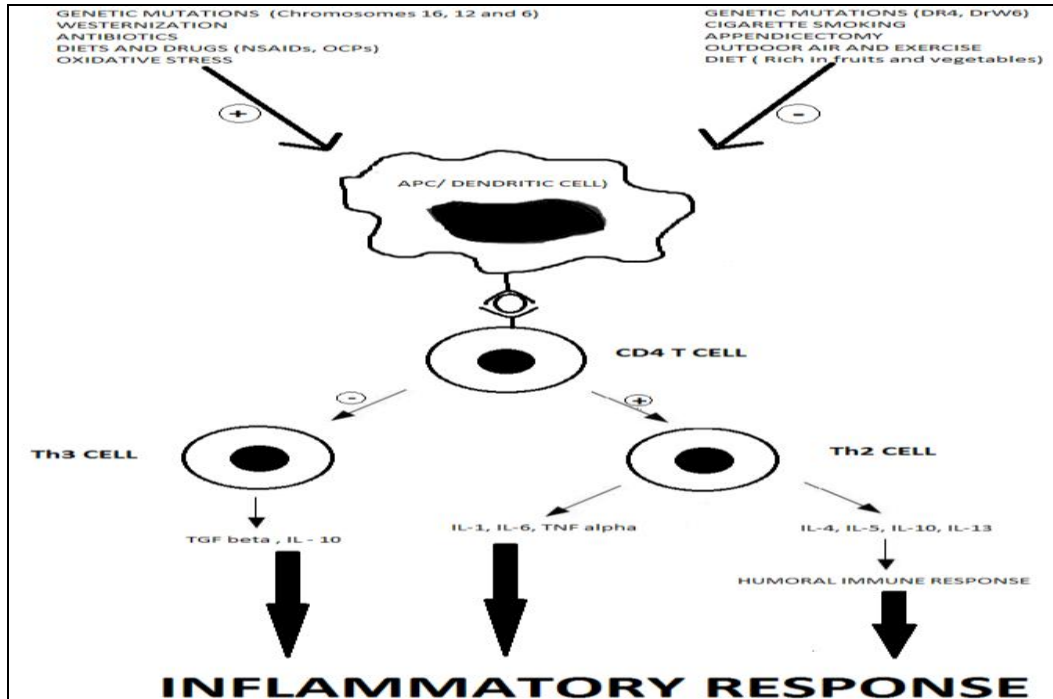 GENETIC MUTATIONS (Chromosomes 16, 12 and 6)
WESTERNIZATION
ANTIBIOTICS
DIETS AND DRUGS (NSAIDs, OCPs)
OXIDATIVE STRESS
GENETIC MUTATIONS (DR4, DrW6)
CIGARETTE SMOKING
APPENDICECTOMY
OUTDOOR AIR AND EXERCISE
DIET ( Rich in fruits and vegetables)
+
-
APC/ DENDRITIC CELL)
CD4 T CELL
-
+
Th3 CELL
Th2 CELL
TGF beta , IL - 10
IL-1, IL-6, TNF alpha
IL-4, IL-5, IL-10, IL-13
HUMORAL IMMUNE RESPONSE
INFLAMMATORY RESPONSE